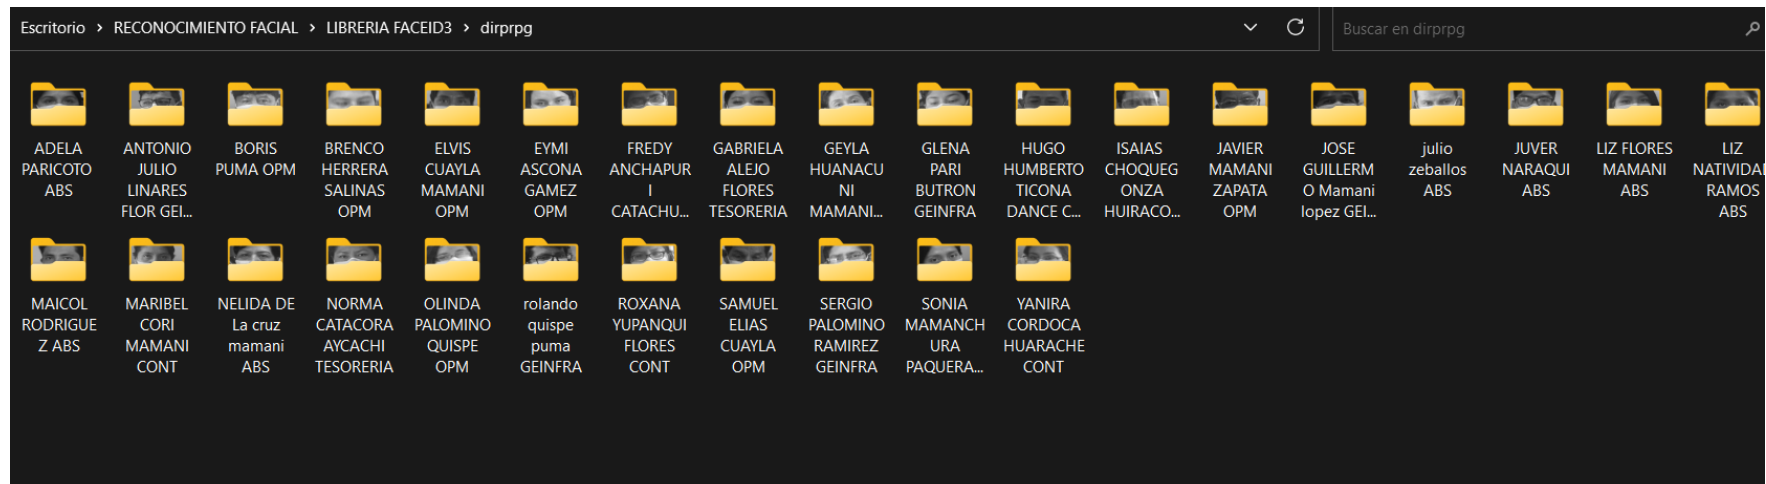 Escritorio > RECONOCIMIENTO FACIAL > LIBRERIA FACEID3 > dirprpg
Buscar en dirprpg
ADELA
PARICOTO
ABS
ANTONIO
JULIO
LINARES
FLOR GEI...
BORIS
PUMA OPM
BRENCO
HERRERA
SALINAS
OPM
ELVIS
CUAYLA
MAMANI
OPM
EYMI
ASCONA
GAMEZ
OPM
FREDY
ANCHAPUR
I
CATACHU...
GABRIELA
ALEJO
FLORES
TESORERIA
GEYLA
HUANACU
NI
MAMANI...
GLENA
PARI
BUTRON
GEINFRA
HUGO
HUMBERTO
TICONA
DANCE C...
ISAIAS
CHOQUEG
ONZA
HUIRACO...
JAVIER
MAMANI
ZAPATA
OPM
JOSE
GUILLERM
O Mamani
lopez GEI...
julio
zeballos
ABS
JUVER
NARAQUI
ABS
LIZ FLORES
MAMANI
ABS
LIZ
NATIVIDAD
RAMOS
ABS
MAICOL
RODRIGUE
Z ABS
MARIBEL
CORI
MAMANI
CONT
NELIDA DE
La cruz
mamani
ABS
NORMA
CATACORA
AYCACHI
TESORERIA
OLINDA
PALOMINO
QUISPE
OPM
rolando
quispe
puma
GEINFRA
ROXANA
YUPANQUI
FLORES
CONT
SAMUEL
ELIAS
CUAYLA
OPM
SERGIO
PALOMINO
RAMIREZ
GEINFRA
SONIA
MAMANCH
URA
PAQUERA...
YANIRA
CORDOCA
HUARACHE
CONT